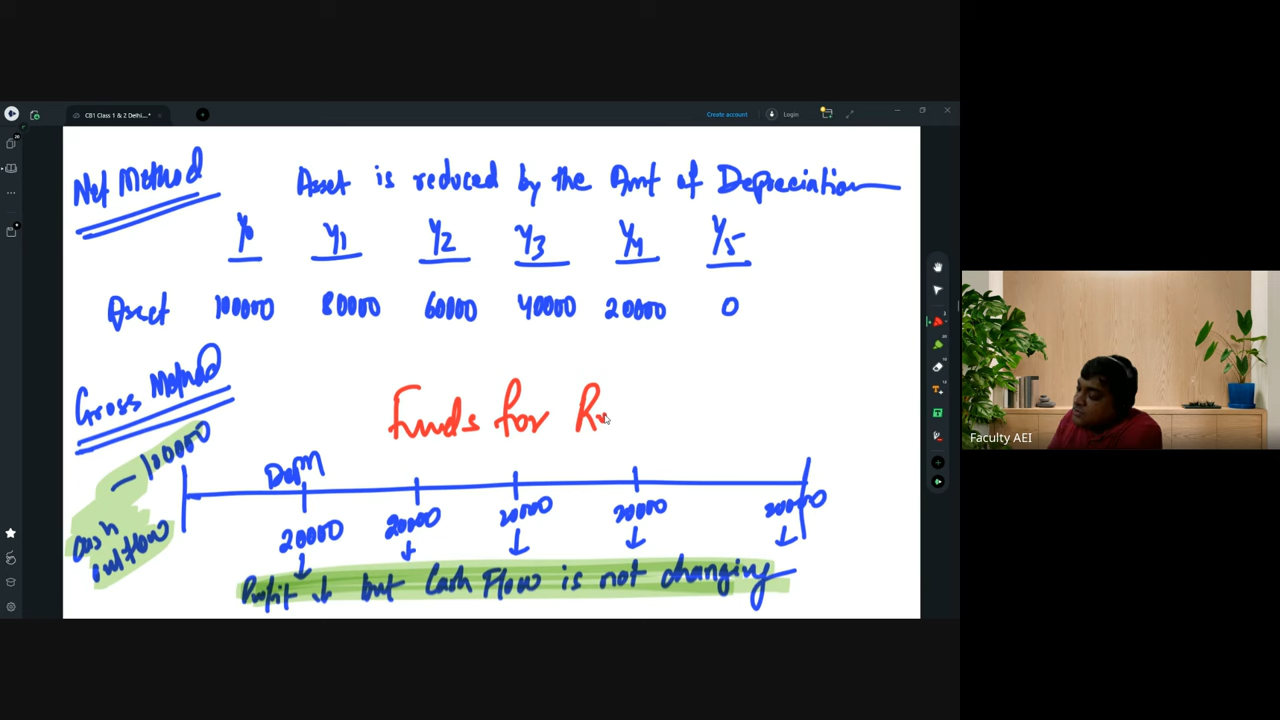 CB1 Class 1 & 2 Delhi...*
Create account
Login
Net Method
Asset is reduced by the Amt of Depreciation
Y0 Y1 Y2 Y3 Y4 Y5
Asset 100000 80000 60000 40000 20000 0
Gross Method
Funds for
- 100000
Depn
cash outflow
20000 20000 20000 20000 20000
Profit ↓ but Cash Flow is not changing
Faculty AEI